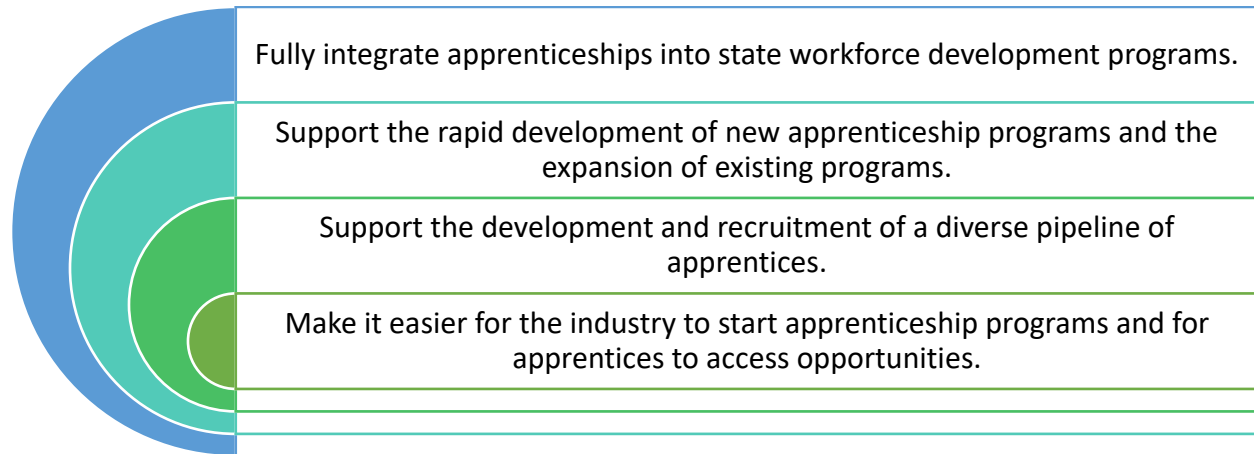 Fully integrate apprenticeships into state workforce development programs.
Support the rapid development of new apprenticeship programs and the
expansion of existing programs.
Support the development and recruitment of a diverse pipeline of
apprentices.
Make it easier for the industry to start apprenticeship programs and for
apprentices to access opportunities.